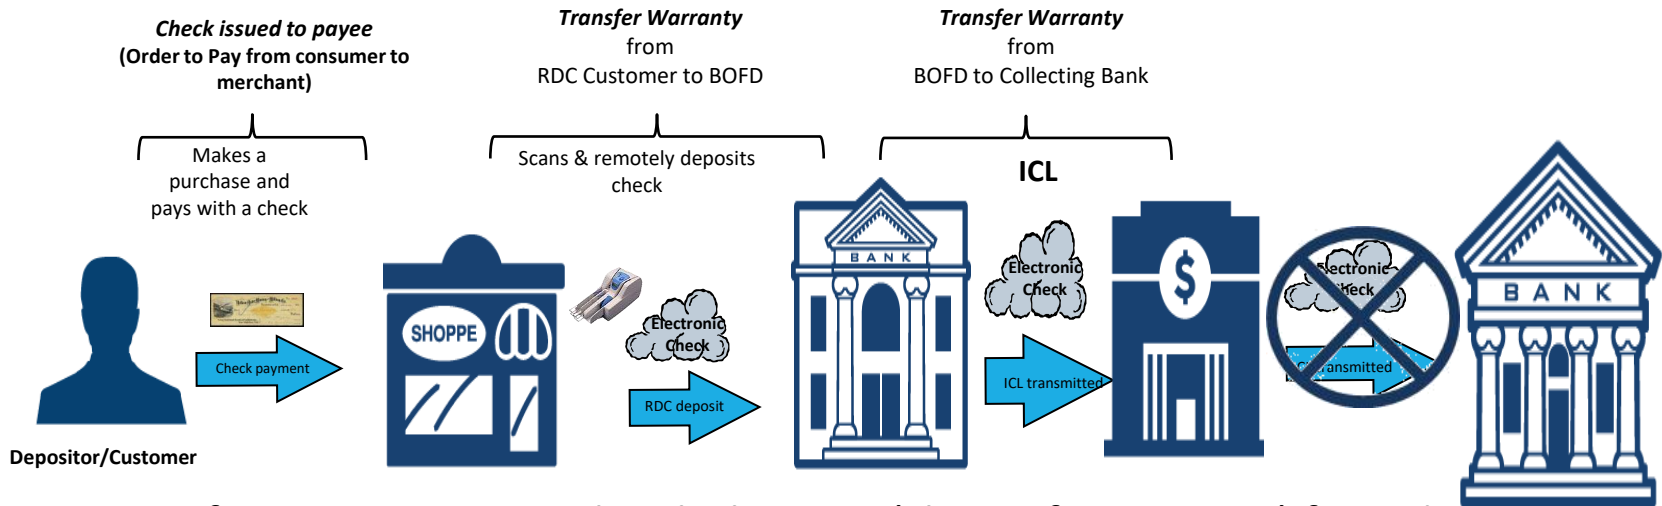 Check issued to payee
(Order to Pay from consumer to
merchant)
Transfer Warranty
from
RDC Customer to BOFD
Transfer Warranty
from
BOFD to Collecting Bank
Makes a
purchase and
pays with a check
Scans & remotely deposits
check
ICL
Check payment
SHOPPE
Electronic
Check
RDC deposit
BANK
Electronic
Check
ICL transmitted
$
Electronic
Check
transmitted
BANK
Depositor/Customer